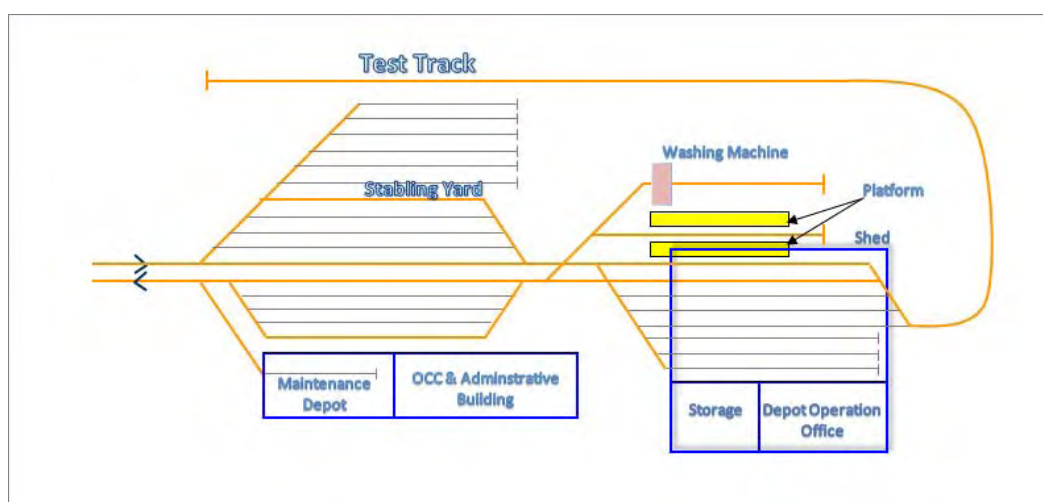 Test Track
Washing Machine
Stabling Yard
Platform
Shed
Maintenance
Depot
OCC & Adminstrative
Building
Storage
Depot Operation
Office